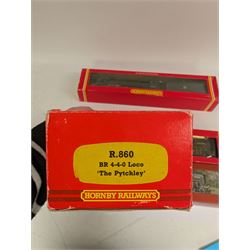 R.860
BR 4-4-0 Loco
'The Pytchley'
HORNBY RAILWAYS